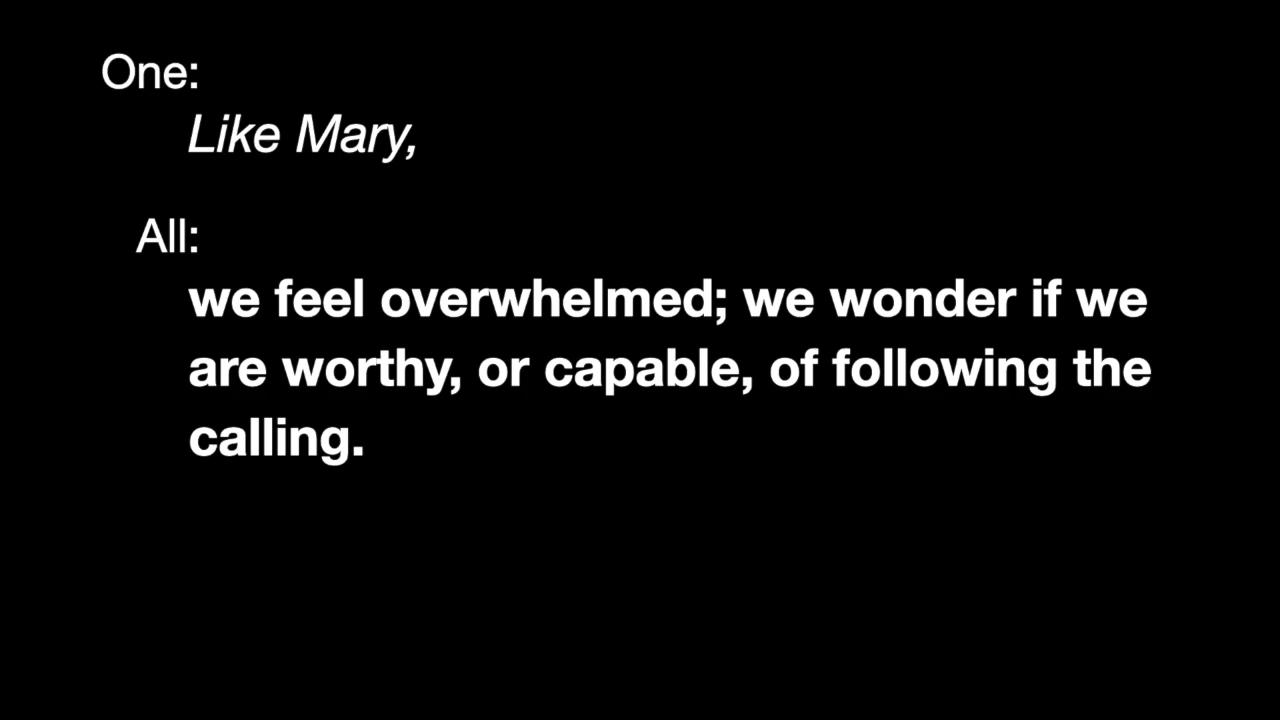 One:
Like Mary,
All:
we feel overwhelmed; we wonder if we
are worthy, or capable, of following the
calling.